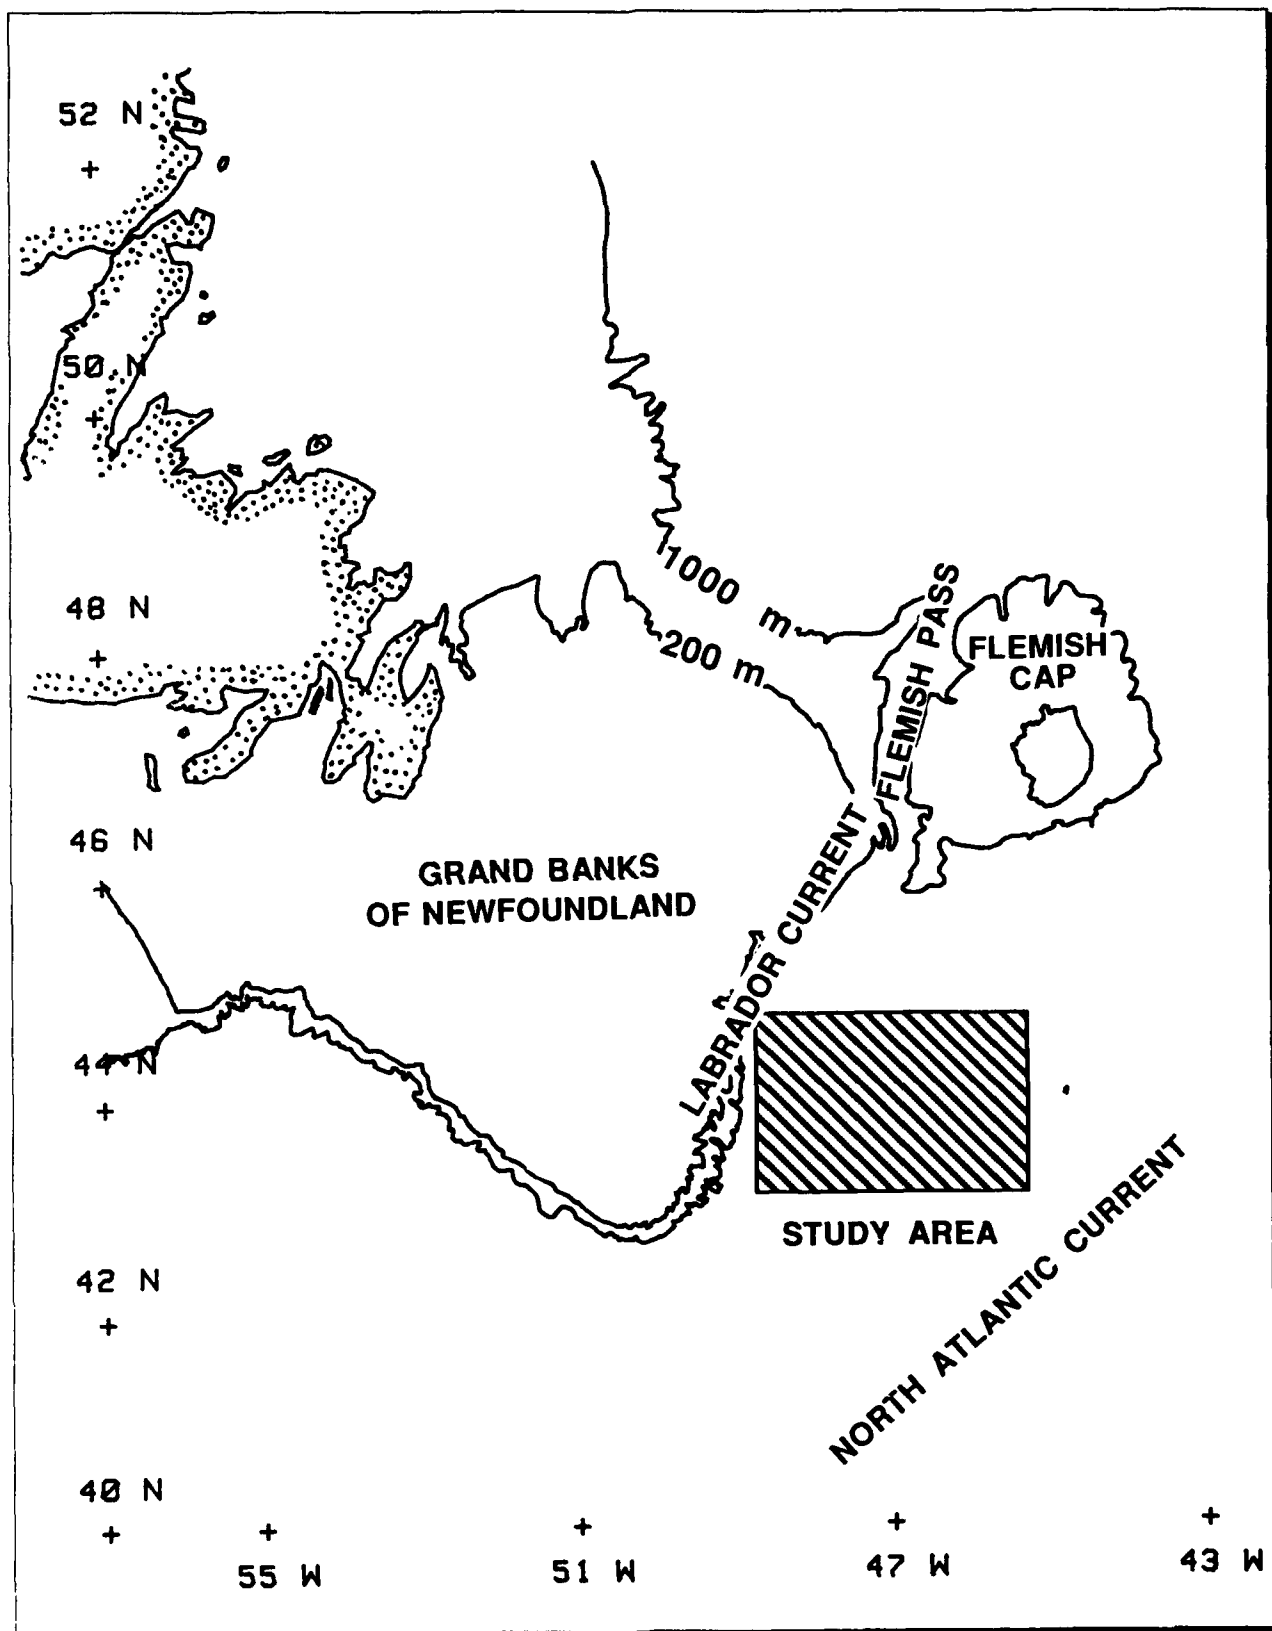 52 N
50 N
48 N
1000 m
200 m
FLEMISH PASS
FLEMISH
CAP
46 N
GRAND BANKS
OF NEWFOUNDLAND
LABRADOR CURRENT
44 N
STUDY AREA
NORTH ATLANTIC CURRENT
42 N
40 N
55 W
51 W
47 W
43 W